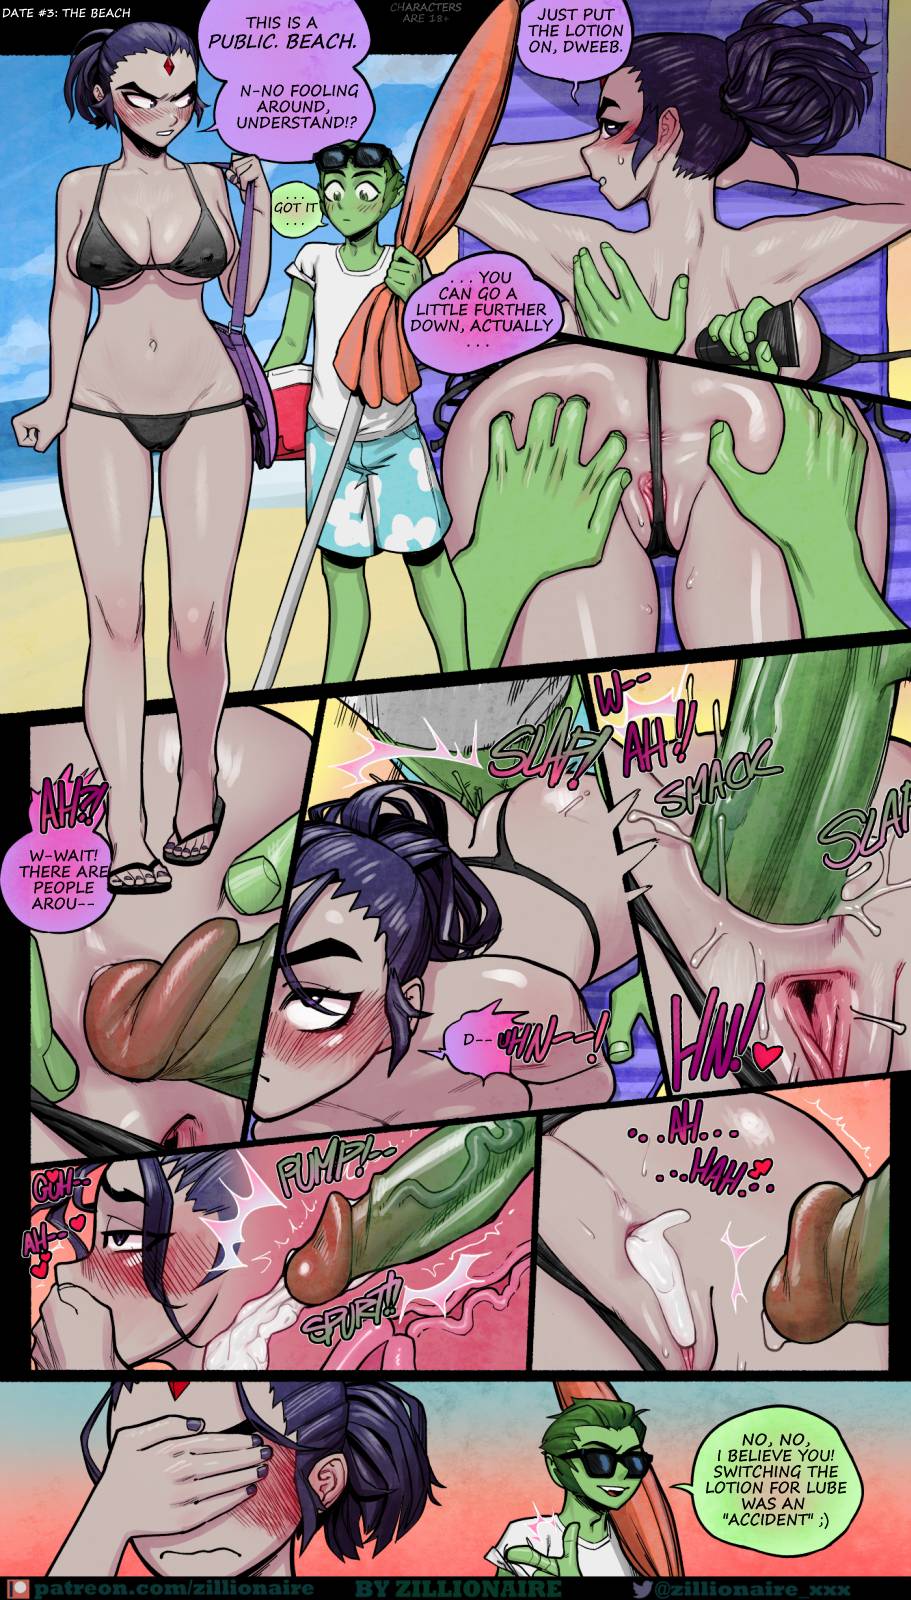 DATE #3: THE BEACH
CHARACTERS
ARE 18+
THIS IS A
PUBLIC. BEACH.
N-NO FOOLING
AROUND,
UNDERSTAND!?
. . .
GOT IT
. . .
JUST PUT
THE LOTION
ON, DWEEB.
. . . YOU
CAN GO A
LITTLE FURTHER
DOWN, ACTUALLY
. . .
AH?!
W-WAIT!
THERE ARE
PEOPLE
AROU--
SLAP!
D--
UHN--!
W--
AH!!
SMACK
SLAP
HN!
GUH--
AH--
PUMP!--
SPURT!!
...AH...
...HAH...
NO, NO,
I BELIEVE YOU!
SWITCHING THE
LOTION FOR LUBE
WAS AN
"ACCIDENT" ;)
patreon.com/zillionaire
BY ZILLIONAIRE
@zillionaire_xxx